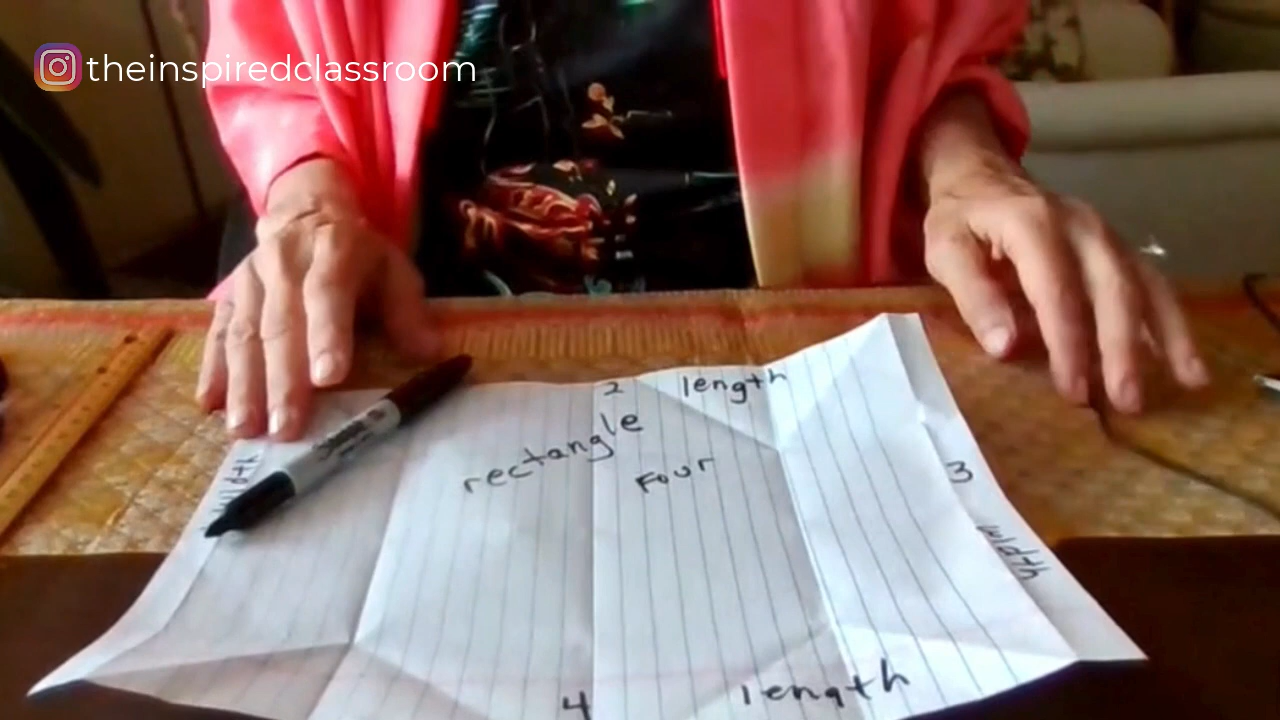 theinspiredclassroom
2 length
rectangle
Four
3
width
width
4 length